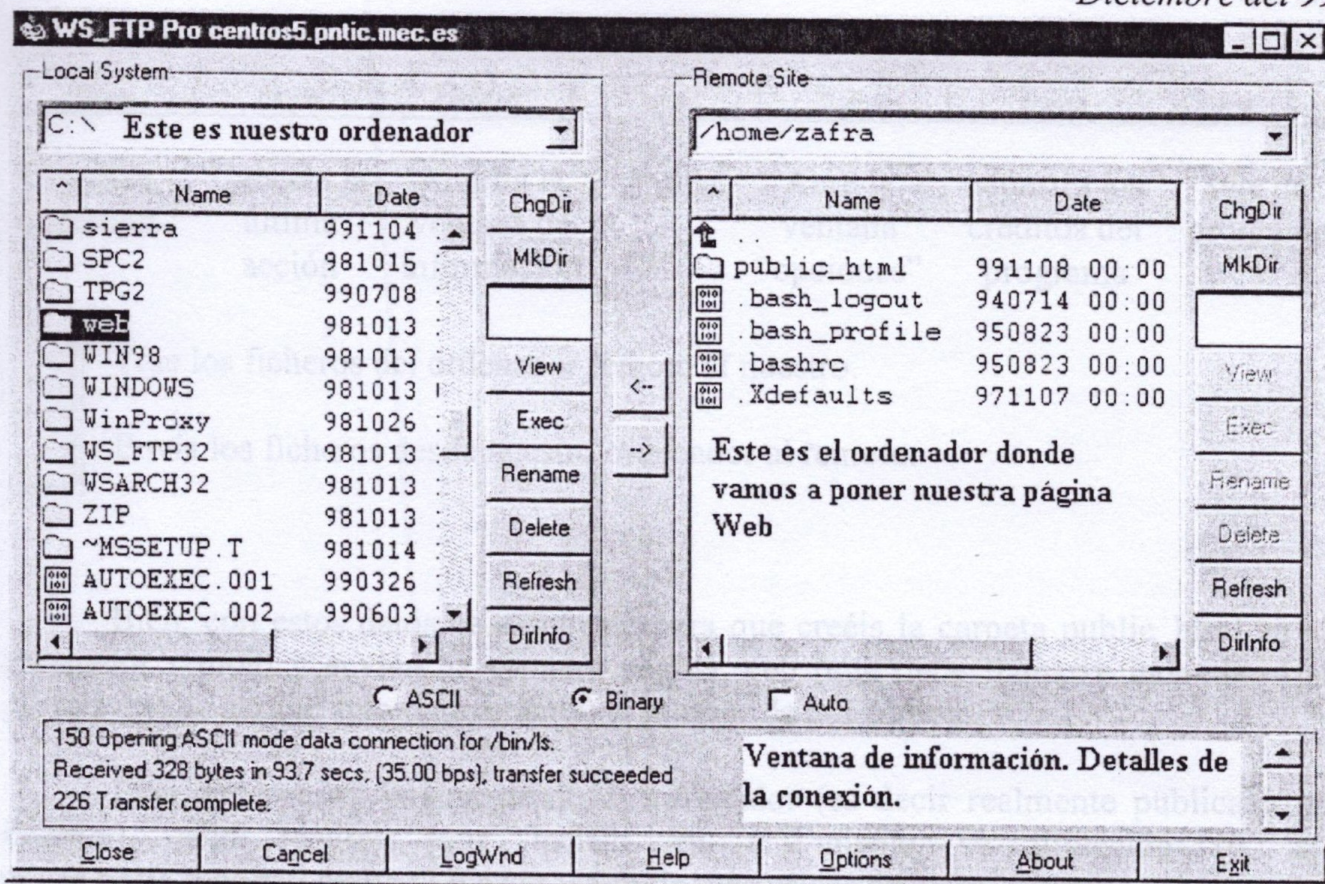 Diciembre del 9
WS_FTP Pro centros5.pntic.mec.es
Local System
C:\ Este es nuestro ordenador
^ Name Date
sierra 991104
SPC2 981015
TPG2 990708
web 981013
WIN98 981013
WINDOWS 981013
WinProxy 981026
WS_FTP32 981013
WSARCH32 981013
ZIP 981013
~MSSETUP.T 981014
AUTOEXEC.001 990326
AUTOEXEC.002 990603
ChgDir
MkDir
View
Exec
Rename
Delete
Refresh
DirInfo
<--
-->
Remote Site
/home/zafra
^ Name Date
..
public_html 991108 00:00
.bash_logout 940714 00:00
.bash_profile 950823 00:00
.bashrc 950823 00:00
.Xdefaults 971107 00:00
Este es el ordenador donde
vamos a poner nuestra página
Web
ChgDir
MkDir
View
Exec
Rename
Delete
Refresh
DirInfo
ASCII Binary Auto
150 Opening ASCII mode data connection for /bin/ls.
Received 328 bytes in 93.7 secs, (35.00 bps), transfer succeeded
226 Transfer complete.
Ventana de información. Detalles de
la conexión.
Close Cancel LogWnd Help Options About Exit